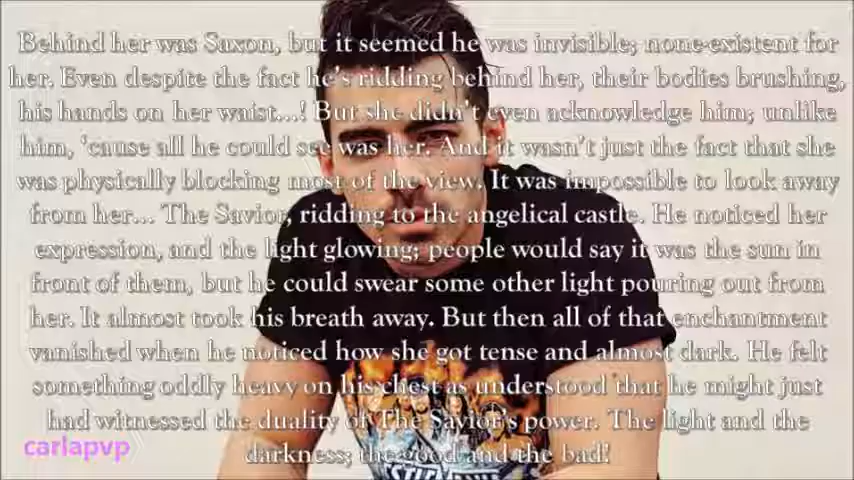 Behind her was Saxon, but it seemed he was invisible; none-existent for
her. Even despite the fact he's ridding behind her, their bodies brushing,
his hands on her waist...! But she didn't even acknowledge him; unlike
him, 'cause all he could see was her. And it wasn't just the fact that she
was physically blocking most of the view. It was impossible to look away
from her... The Savior, ridding to the angelical castle. He noticed her
expression, and the light glowing; people would say it was the sun in
front of them, but he could swear some other light pouring out from
her. It almost took his breath away. But then all of that enchantment
vanished when he noticed how she got tense and almost dark. He felt
something oddly heavy on his chest as understood that he might just
had witnessed the duality of The Savior's power. The light and the
darkness; the good and the bad!
carlapvp